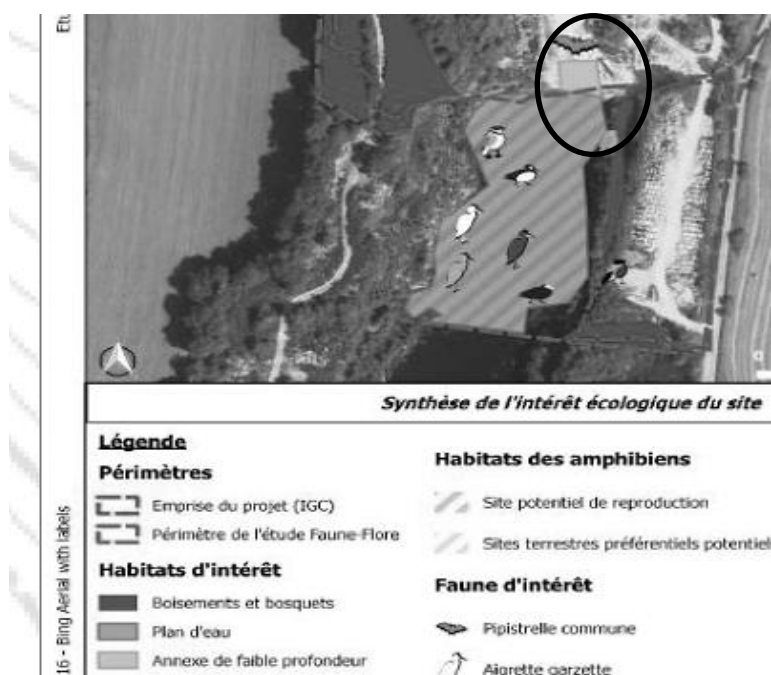 Synthèse de l'intérêt écologique du site
Légende
Périmètres
Emprise du projet (IGC)
Périmètre de l'étude Faune-Flore
Habitats d'intérêt
Boisements et bosquets
Plan d'eau
Annexe de faible profondeur
Habitats des amphibiens
Site potentiel de reproduction
Sites terrestres préférentiels potentiel
Faune d'intérêt
Pipistrelle commune
Aigrette garzette
16 - Bing Aerial with labels
Etu